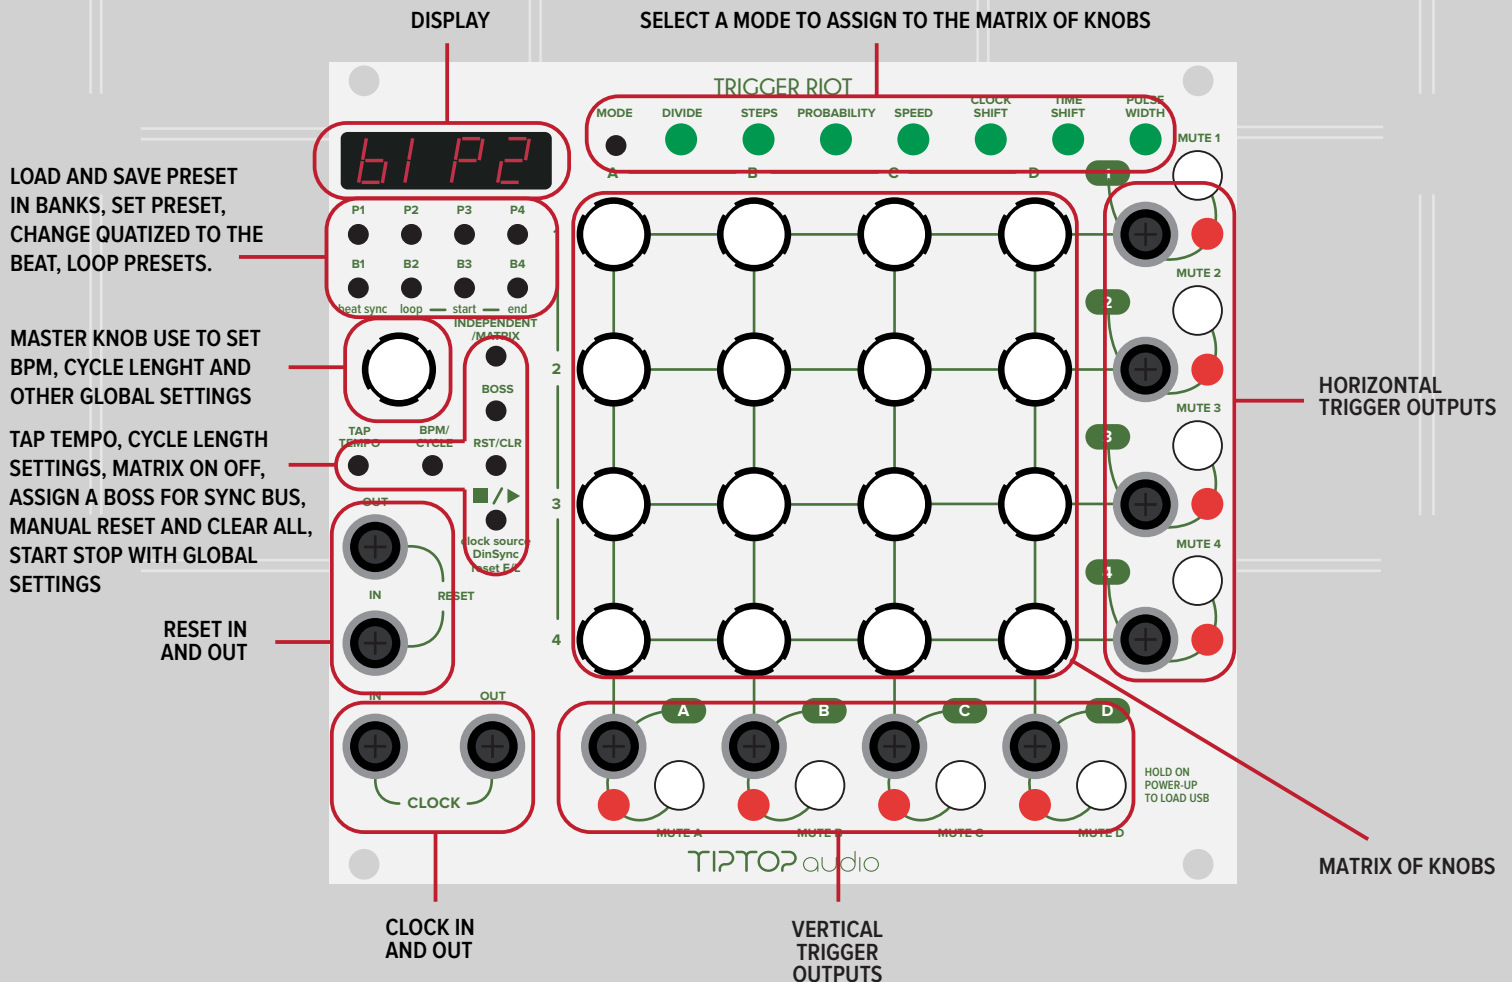 DISPLAY
SELECT A MODE TO ASSIGN TO THE MATRIX OF KNOBS
TRIGGER RIOT
MODE
DIVIDE
STEPS
PROBABILITY
SPEED
CLOCK
SHIFT
TIME
SHIFT
PULSE
WIDTH
b1 P2
A
B
C
D
MUTE 1
1
LOAD AND SAVE PRESET
IN BANKS, SET PRESET,
CHANGE QUATIZED TO THE
BEAT, LOOP PRESETS.
P1
P2
P3
P4
B1
B2
B3
B4
beat sync
loop
start
end
MUTE 2
2
INDEPENDENT
/MATRIX
MASTER KNOB USE TO SET
BPM, CYCLE LENGHT AND
OTHER GLOBAL SETTINGS
2
BOSS
HORIZONTAL
TRIGGER OUTPUTS
MUTE 3
3
TAP TEMPO, CYCLE LENGTH
SETTINGS, MATRIX ON OFF,
ASSIGN A BOSS FOR SYNC BUS,
MANUAL RESET AND CLEAR ALL,
START STOP WITH GLOBAL
SETTINGS
TAP
TEMPO
BPM/
CYCLE
RST/CLR
■/▶
3
clock source
DinSync
reset E/L
OUT
IN
RESET
MUTE 4
4
RESET IN
AND OUT
4
IN
OUT
CLOCK
A
B
C
D
MUTE A
MUTE B
MUTE C
MUTE D
HOLD ON
POWER-UP
TO LOAD USB
TIPTOP audio
MATRIX OF KNOBS
CLOCK IN
AND OUT
VERTICAL
TRIGGER
OUTPUTS